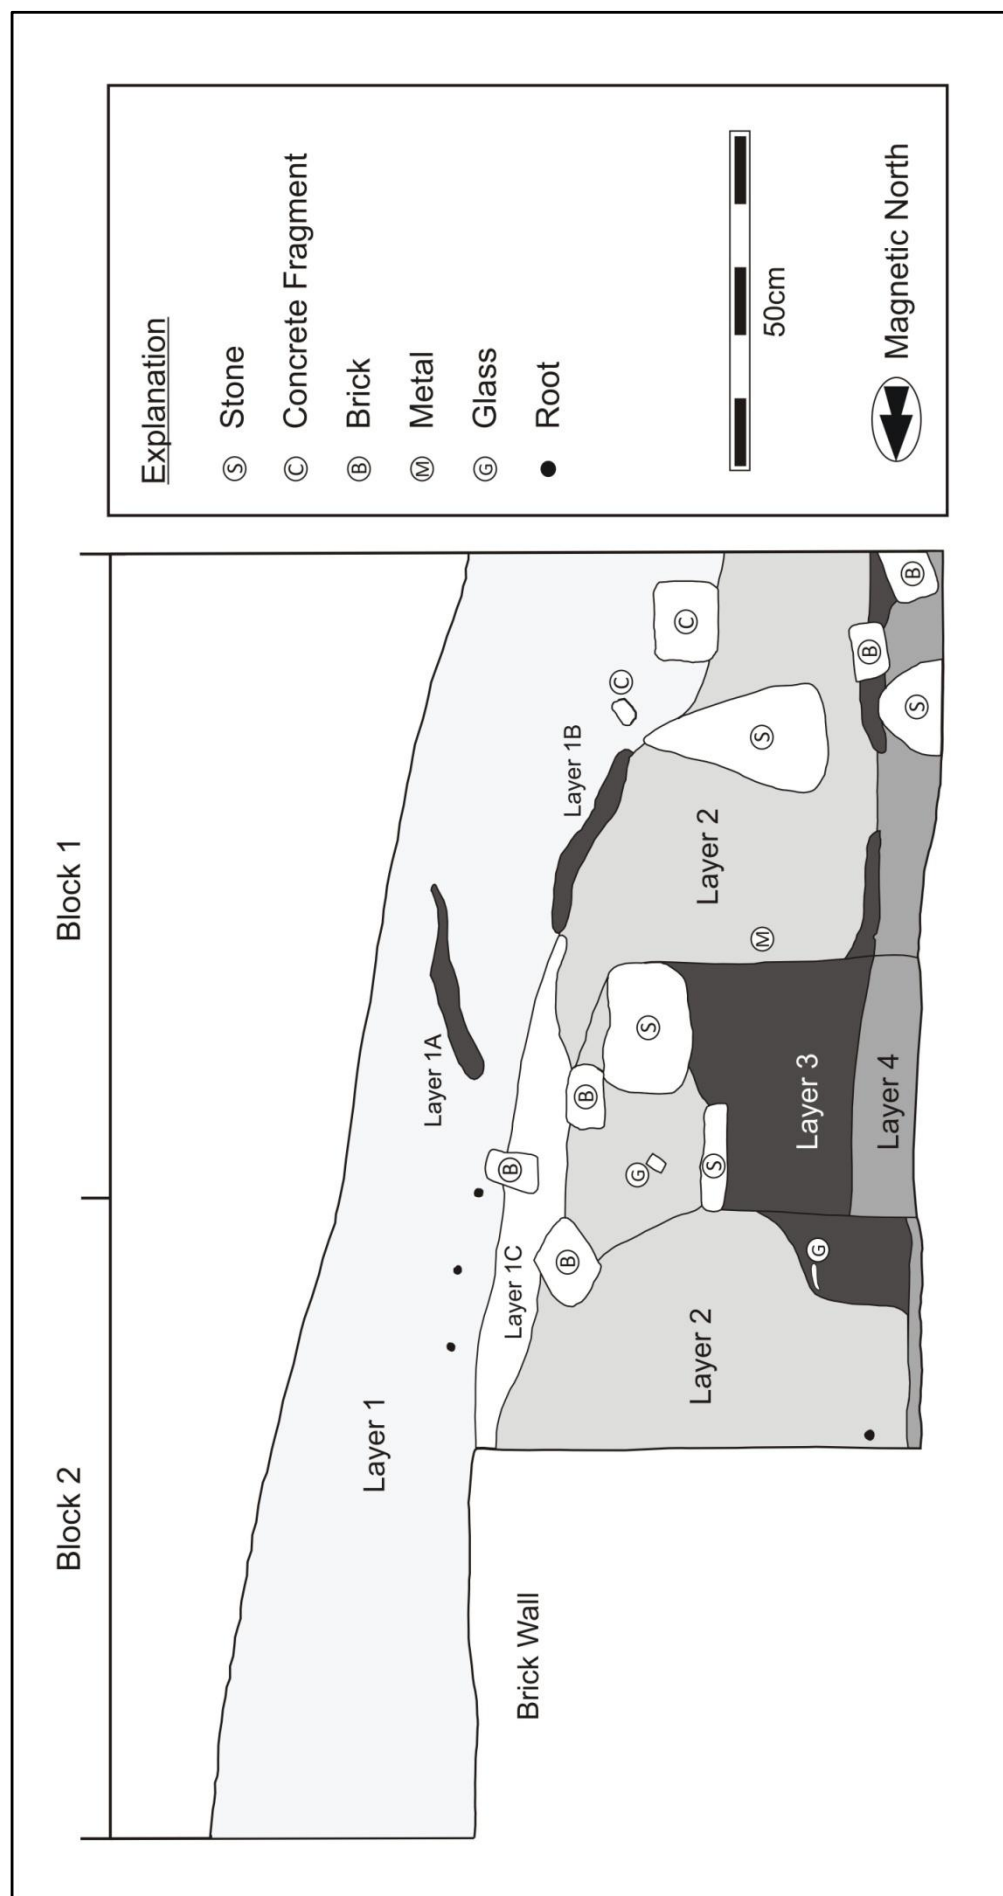 Block 2
Block 1
Layer 1
Layer 1A
Layer 1B
Layer 1C
Layer 2
Layer 2
Layer 3
Layer 4
Brick Wall
B
B
B
S
S
G
G
M
S
C
C
B
S
B
Explanation
S Stone
C Concrete Fragment
B Brick
M Metal
G Glass
Root
50cm
Magnetic North